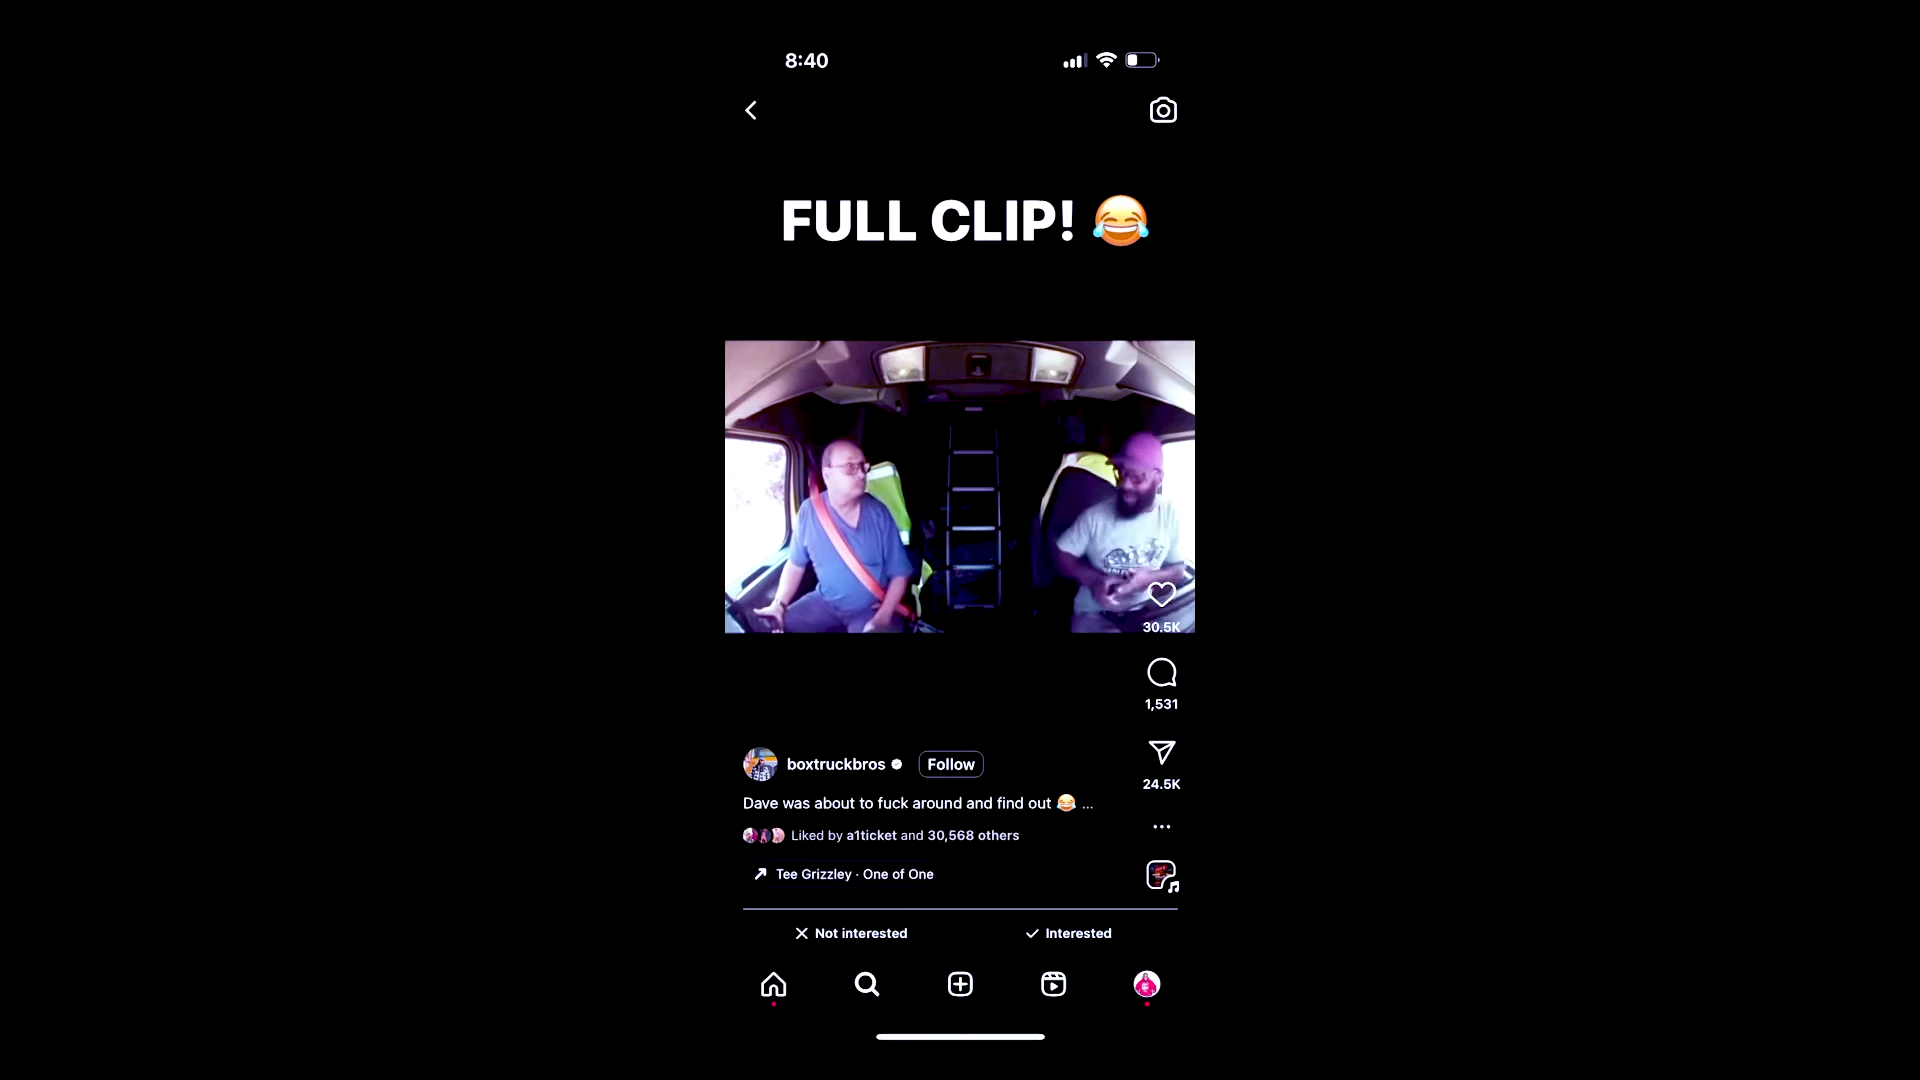 8:40
FULL CLIP! 😂
30.5K
1,531
boxtruckbros
Follow
24.5K
Dave was about to fuck around and find out 😂 ...
Liked by a1ticket and 30,568 others
Tee Grizzley · One of One
Not interested
Interested